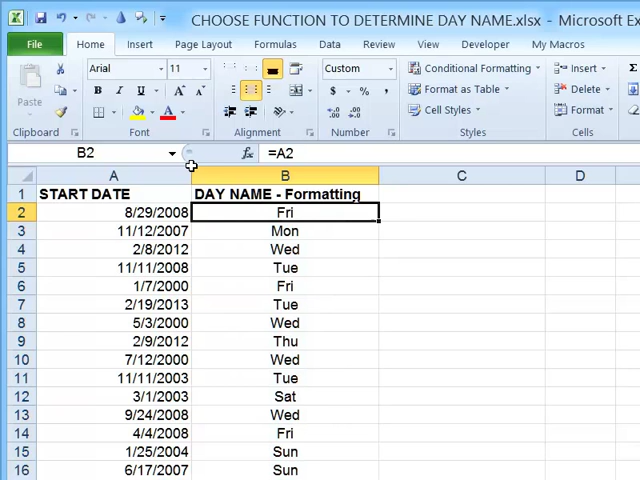 CHOOSE FUNCTION TO DETERMINE DAY NAME.xlsx - Microsoft Ex
File Home Insert Page Layout Formulas Data Review View Developer My Macros
Arial 11 Custom Conditional Formatting Insert Σ
Paste B I U A A $ % , Format as Table Delete
A Cell Styles Format
Clipboard Font Alignment Number Styles Cells
B2 fx =A2
A B C D
1 START DATE DAY NAME - Formatting
2 8/29/2008 Fri
3 11/12/2007 Mon
4 2/8/2012 Wed
5 11/11/2008 Tue
6 1/7/2000 Fri
7 2/19/2013 Tue
8 5/3/2000 Wed
9 2/9/2012 Thu
10 7/12/2000 Wed
11 11/11/2003 Tue
12 3/1/2003 Sat
13 9/24/2008 Wed
14 4/4/2008 Fri
15 1/25/2004 Sun
16 6/17/2007 Sun